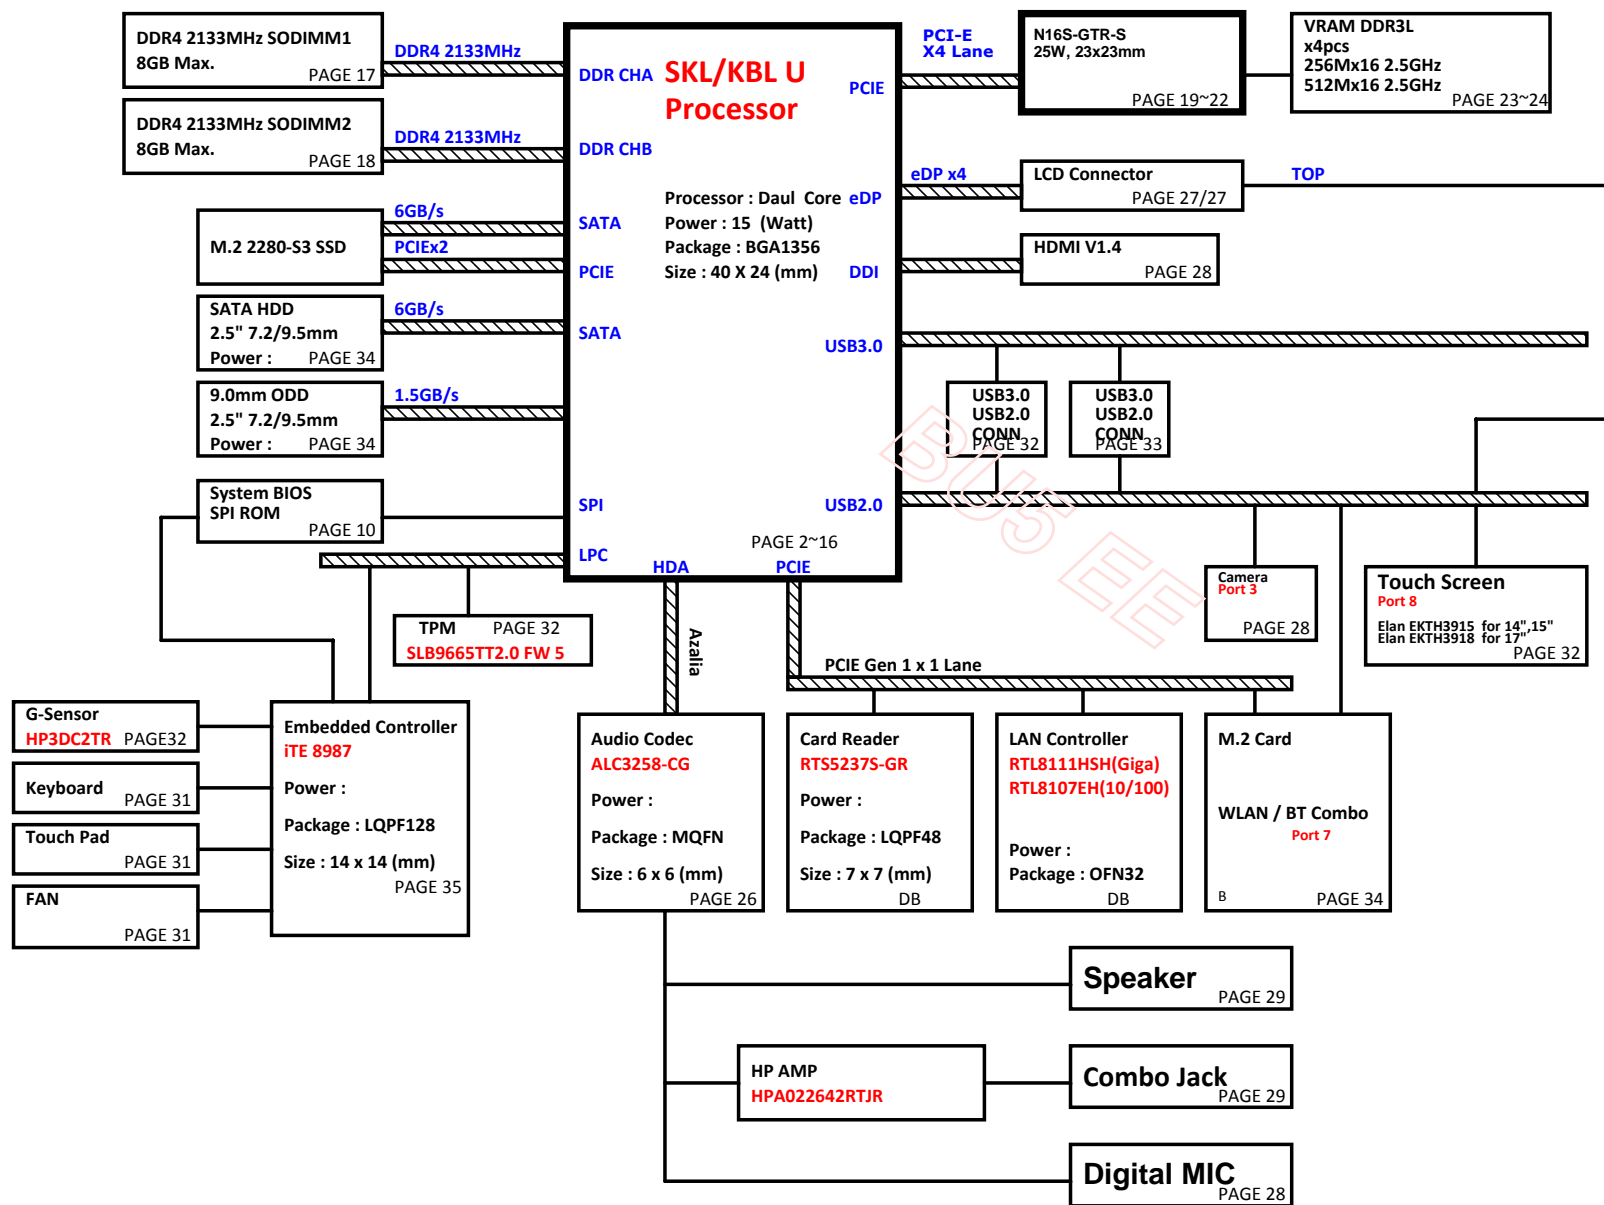 DDR4 2133MHz SODIMM1
8GB Max.
PAGE 17
DDR4 2133MHz
DDR4 2133MHz SODIMM2
8GB Max.
PAGE 18
DDR4 2133MHz
M.2 2280-S3 SSD
6GB/s
PCIEx2
SATA HDD
2.5" 7.2/9.5mm
Power :
PAGE 34
6GB/s
9.0mm ODD
2.5" 7.2/9.5mm
Power :
PAGE 34
1.5GB/s
System BIOS
SPI ROM
PAGE 10
DDR CHA
SKL/KBL U
Processor
PCIE
DDR CHB
Processor : Daul Core
eDP
SATA
Power : 15 (Watt)
Package : BGA1356
PCIE
Size : 40 X 24 (mm)
DDI
SATA
USB3.0
SPI
USB2.0
PAGE 2~16
LPC
HDA
PCIE
PCI-E
X4 Lane
N16S-GTR-S
25W, 23x23mm
PAGE 19~22
VRAM DDR3L
x4pcs
256Mx16 2.5GHz
512Mx16 2.5GHz
PAGE 23~24
eDP x4
LCD Connector
PAGE 27/27
TOP
HDMI V1.4
PAGE 28
USB3.0
USB2.0
CONN
PAGE 32
USB3.0
USB2.0
CONN
PAGE 33
BU5 EE
Camera
Port 3
PAGE 28
Touch Screen
Port 8
Elan EKTH3915 for 14",15"
Elan EKTH3918 for 17"
PAGE 32
TPM
PAGE 32
SLB9665TT2.0 FW 5
Azalia
PCIE Gen 1 x 1 Lane
G-Sensor
HP3DC2TR
PAGE32
Keyboard
PAGE 31
Touch Pad
PAGE 31
FAN
PAGE 31
Embedded Controller
iTE 8987
Power :
Package : LQPF128
Size : 14 x 14 (mm)
PAGE 35
Audio Codec
ALC3258-CG
Power :
Package : MQFN
Size : 6 x 6 (mm)
PAGE 26
Card Reader
RTS5237S-GR
Power :
Package : LQPF48
Size : 7 x 7 (mm)
DB
LAN Controller
RTL8111HSH(Giga)
RTL8107EH(10/100)
Power :
Package : OFN32
DB
M.2 Card
WLAN / BT Combo
Port 7
B
PAGE 34
Speaker
PAGE 29
HP AMP
HPA022642RTJR
Combo Jack
PAGE 29
Digital MIC
PAGE 28